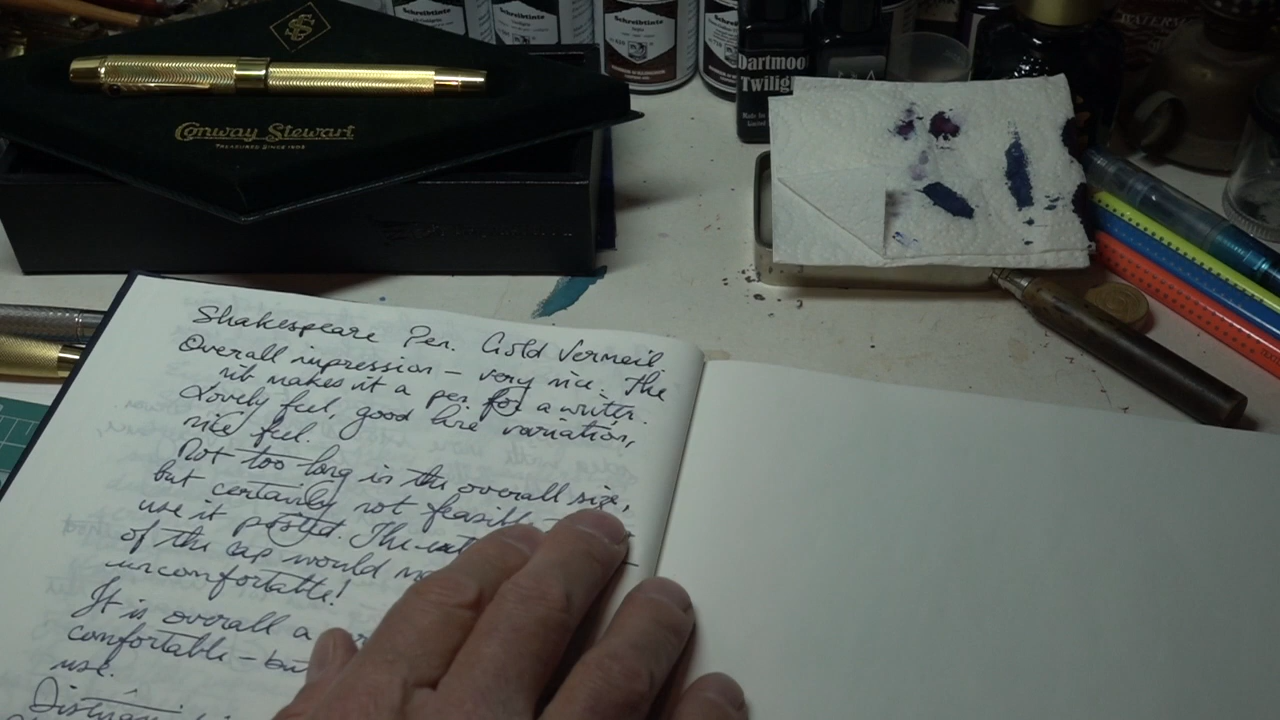 Conway Stewart
TREASURED SINCE 1905
Schreibtinte
Schreibtinte
Schreibtinte
Dartmoor
Twilight
Shakespeare Pen. Gold Vermeil
Overall impression – very nice. The
nib makes it a pen for a writer.
Lovely feel, good line variation,
nice feel.
Not too long in the overall size,
but certainly not feasible
use it posted. The
of the cap would
uncomfortable!
It is overall a
comfortable – but
use.